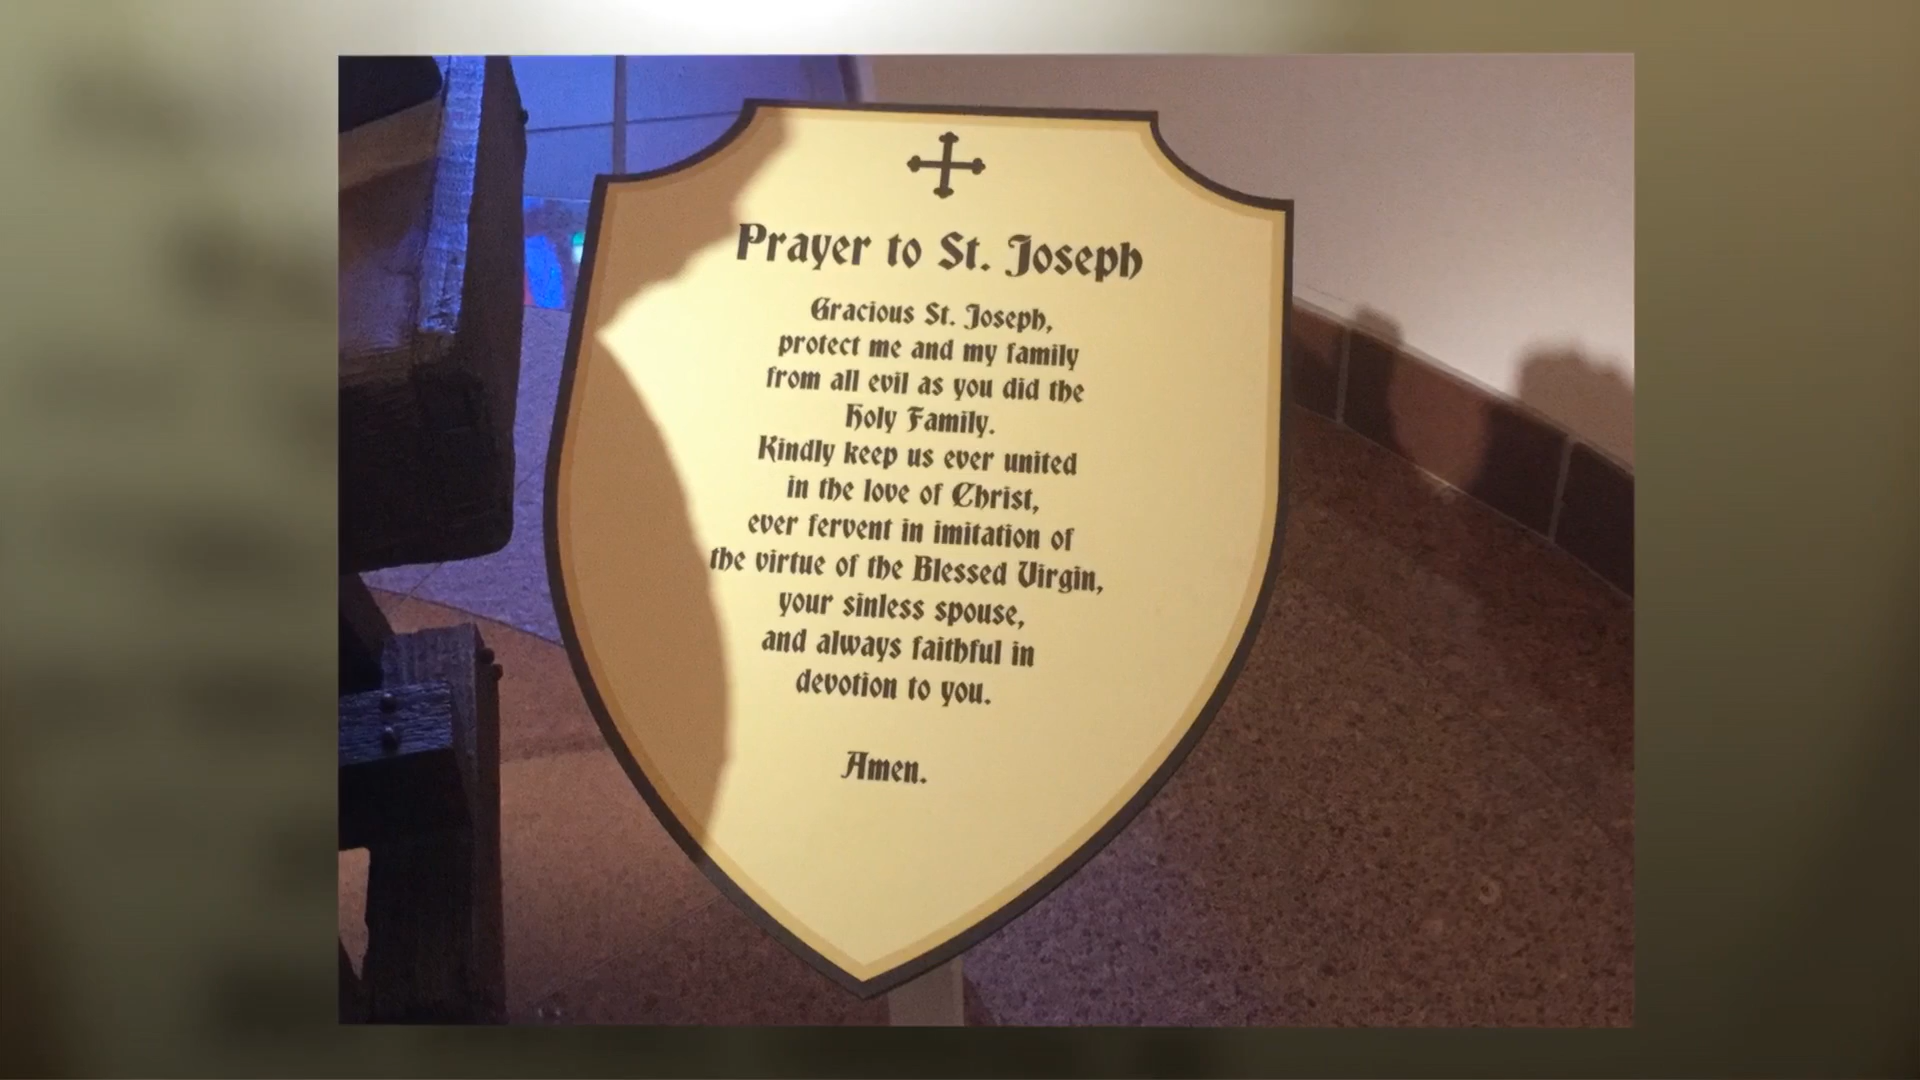 Prayer to St. Joseph
Gracious St. Joseph,
protect me and my family
from all evil as you did the
Holy Family.
Kindly keep us ever united
in the love of Christ,
ever fervent in imitation of
the virtue of the Blessed Virgin,
your sinless spouse,
and always faithful in
devotion to you.
Amen.